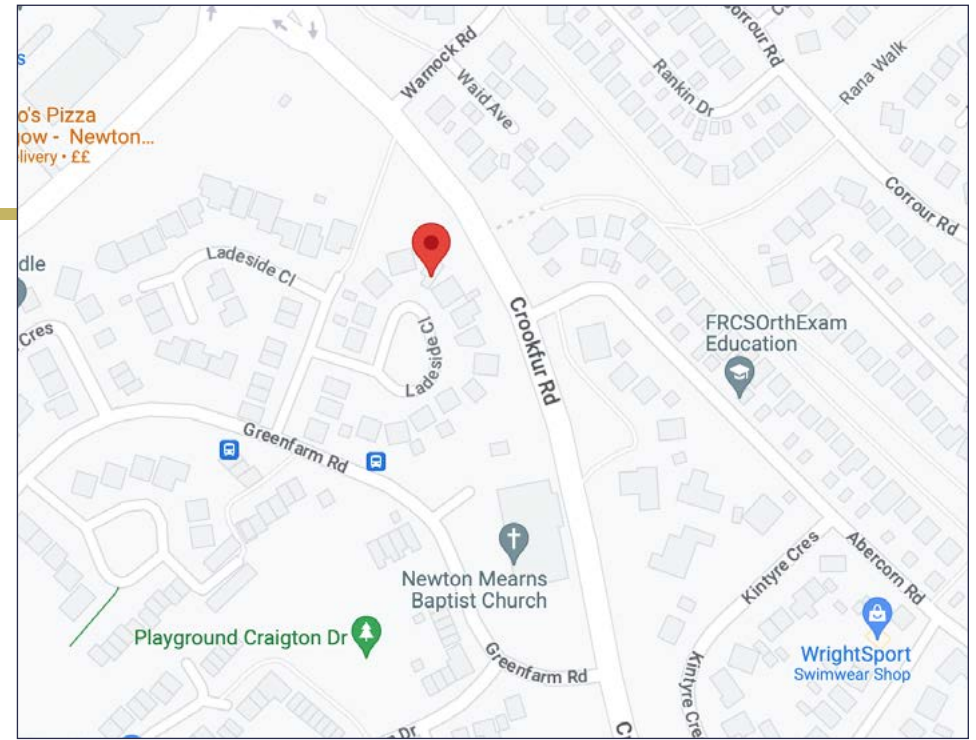 Warnock Rd
Waid Ave
Rankin Dr
Corrour Rd
Rana Walk
s
o's Pizza
ow - Newton...
livery • ££
Corrour Rd
Ladeside Cl
dle
Cres
Ladeside Cl
Crookfur Rd
FRCSOrthExam
Education
Greenfarm Rd
Newton Mearns
Baptist Church
Kintyre Cres
Abercorn Rd
Playground Craigton Dr
Greenfarm Rd
Kintyre Cre
WrightSport
Swimwear Shop
Dr